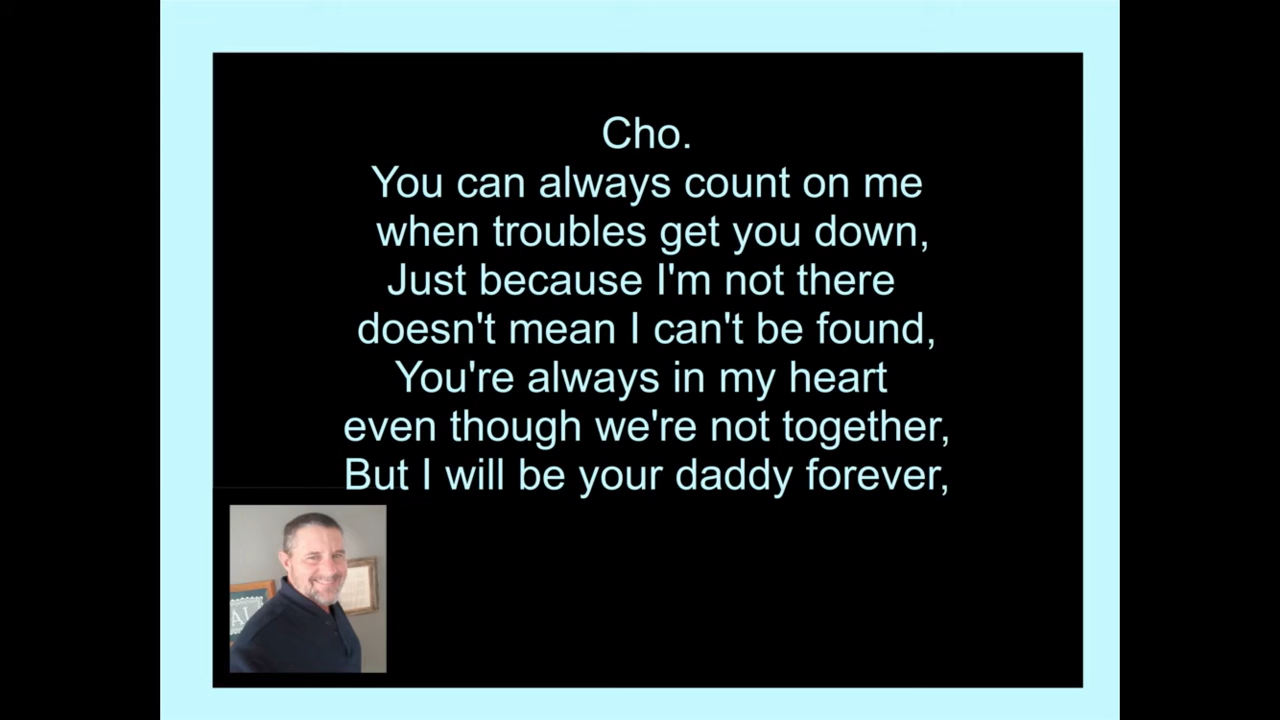 Cho.
You can always count on me
when troubles get you down,
Just because I'm not there
doesn't mean I can't be found,
You're always in my heart
even though we're not together,
But I will be your daddy forever,